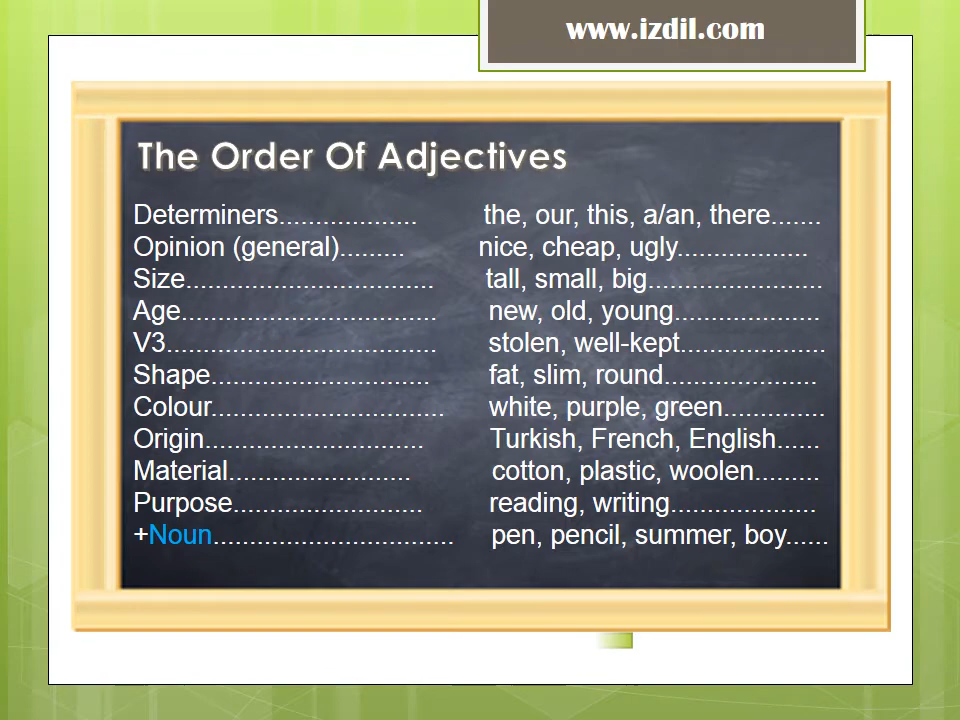 www.izdil.com
The Order Of Adjectives
Determiners................... the, our, this, a/an, there.......
Opinion (general)......... nice, cheap, ugly..................
Size.................................. tall, small, big........................
Age................................... new, old, young....................
V3..................................... stolen, well-kept....................
Shape.............................. fat, slim, round.....................
Colour................................ white, purple, green..............
Origin.............................. Turkish, French, English......
Material......................... cotton, plastic, woolen.........
Purpose.......................... reading, writing....................
+Noun................................. pen, pencil, summer, boy......